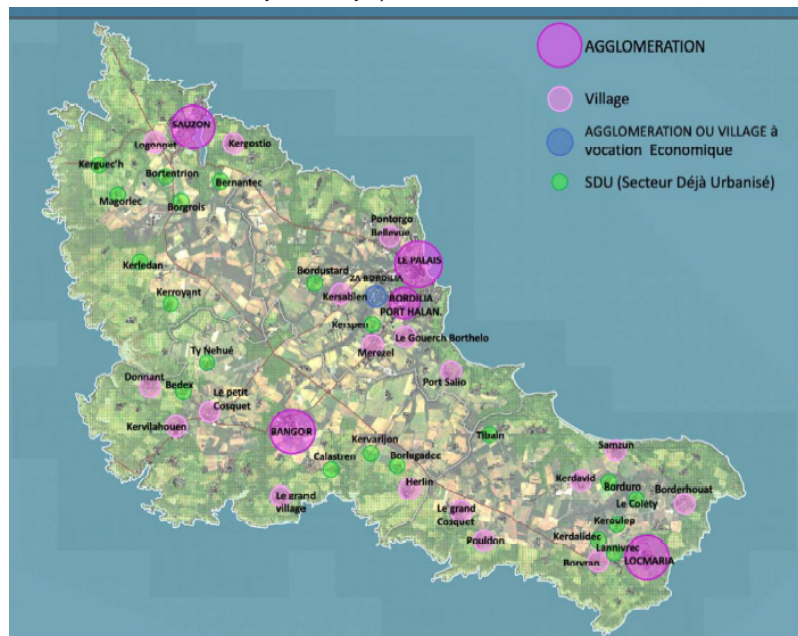 AGGLOMERATION
Village
AGGLOMERATION OU VILLAGE à
vocation Economique
SDU (Secteur Déjà Urbanisé)
SAUZON
Logonnet
Kergostio
Kerguec'h
Bortentrion
Bernantec
Magorlec
Borgrois
Pontorgo
Bellevue
LE PALAIS
Kerledan
Bordustard
ZA BORDILIA
Kersablen
BORDILIA
PORT HALAN.
Kerroyant
Kerspen
Le Gouerch Borthelo
Merezel
Ty Nehué
Port Salio
Donnant
Bedex
Le petit
Cosquet
Kervilahouen
BANGOR
Kervarijon
Tibain
Samzun
Calastren
Borlagadec
Kerdavid
Borduro
Borderhouat
Le grand
village
Herlin
Le Coléty
Le grand
Cosquet
Keroulep
Pouldon
Kerdalidec
Lannivrec
Borvran
LOCMARIA